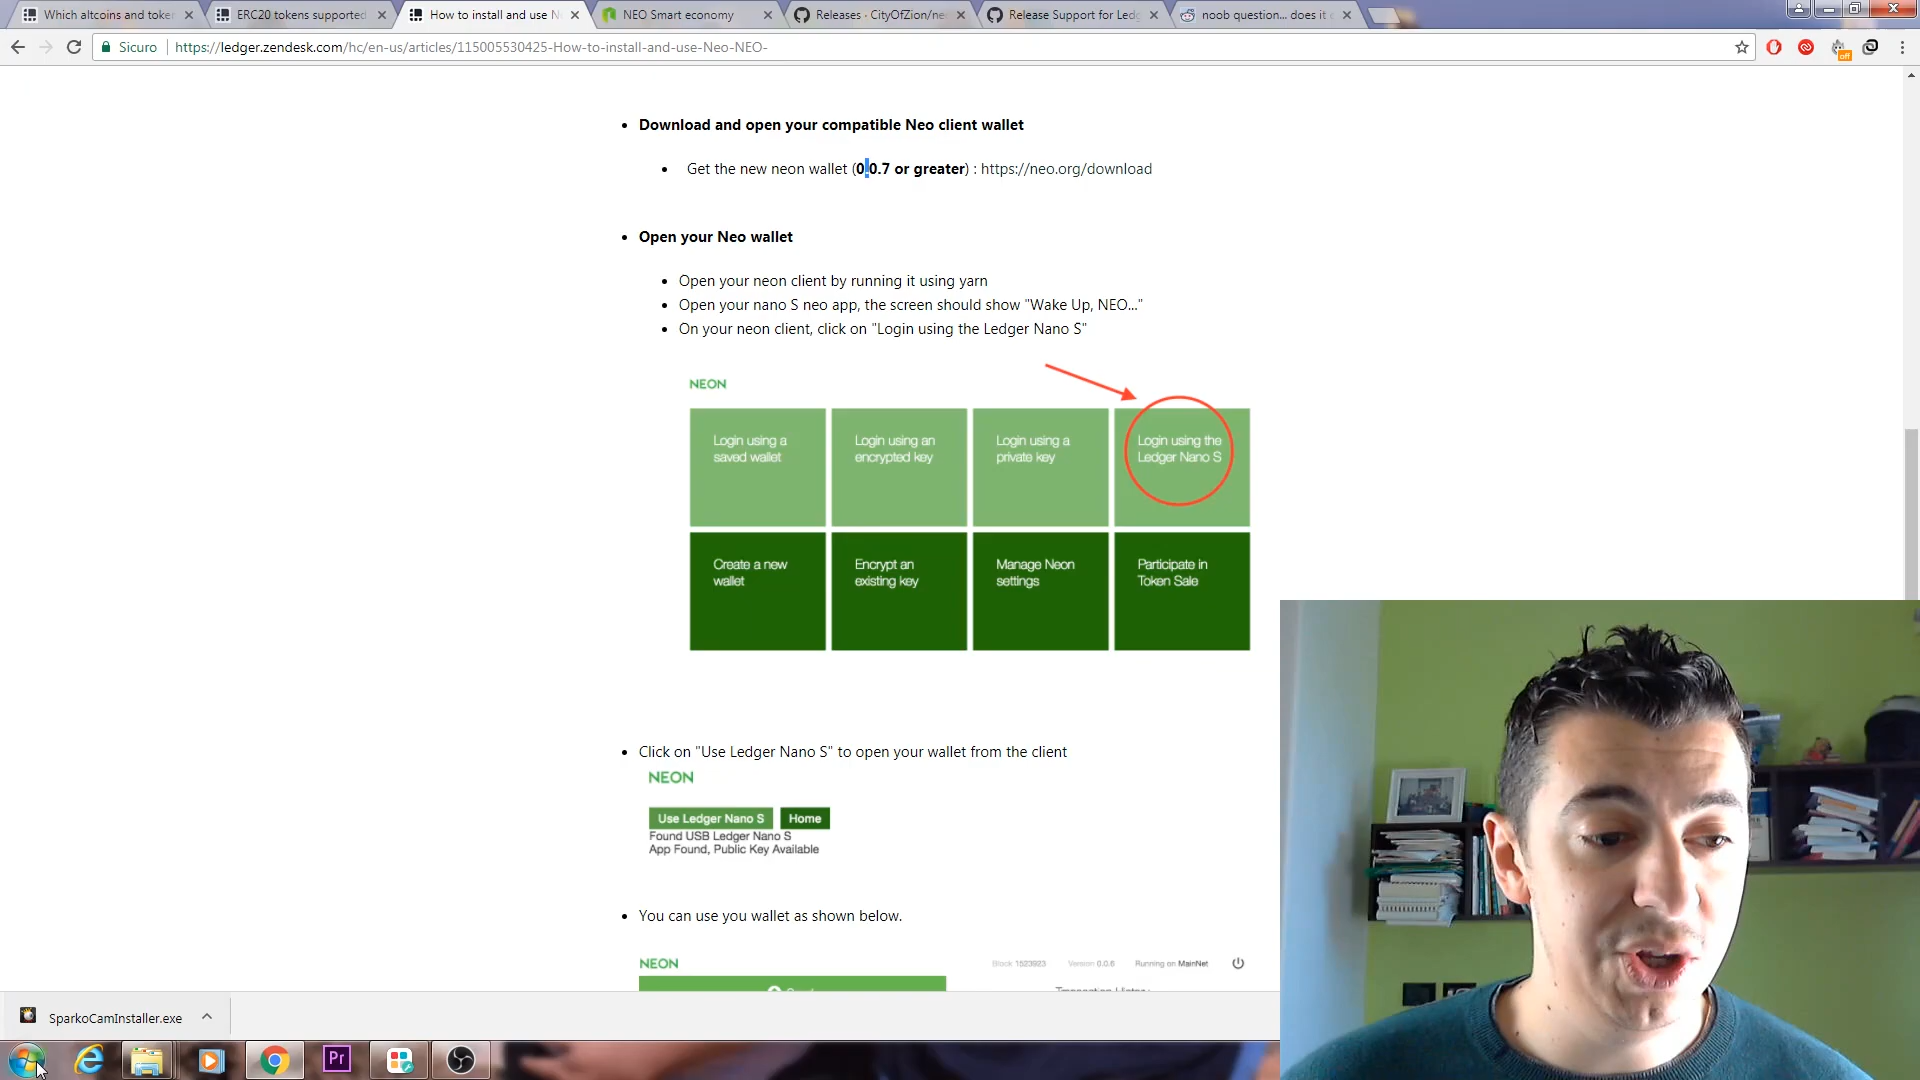 Which altcoins and toke
ERC20 tokens supported
How to install and use N
NEO Smart economy
Releases · CityOfZion/ne
Release Support for Ledg
noob question... does it c
Sicuro
https://ledger.zendesk.com/hc/en-us/articles/115005530425-How-to-install-and-use-Neo-NEO-
off
Download and open your compatible Neo client wallet
Get the new neon wallet (0.0.7 or greater) : https://neo.org/download
Open your Neo wallet
Open your neon client by running it using yarn
Open your nano S neo app, the screen should show "Wake Up, NEO..."
On your neon client, click on "Login using the Ledger Nano S"
NEON
Login using a
saved wallet
Login using an
encrypted key
Login using a
private key
Login using the
Ledger Nano S
Create a new
wallet
Encrypt an
existing key
Manage Neon
settings
Participate in
Token Sale
Click on "Use Ledger Nano S" to open your wallet from the client
NEON
Use Ledger Nano S
Home
Found USB Ledger Nano S
App Found, Public Key Available
You can use you wallet as shown below.
NEON
Block 1523923
Version 0.0.6
Running on MainNet
SparkoCamInstaller.exe
Pr